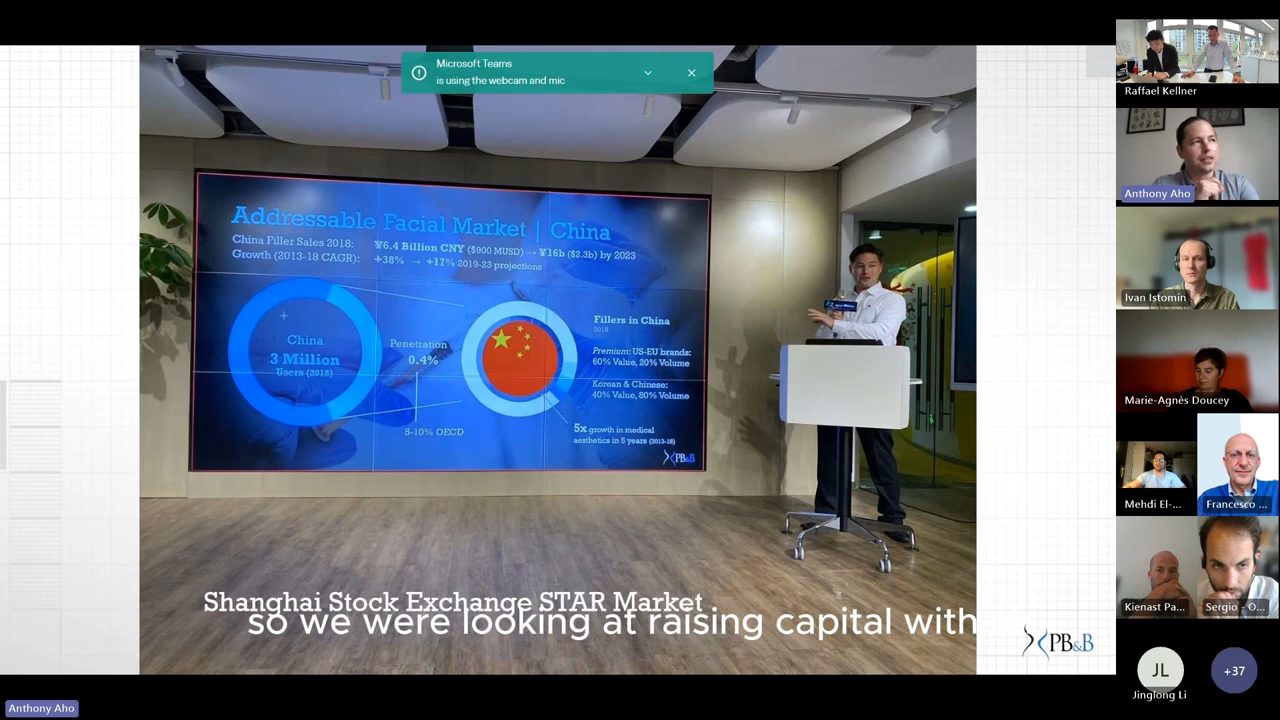 Microsoft Teams
is using the webcam and mic
Addressable Facial Market | China
China Filler Sales 2018: ¥6.4 Billion CNY ($900 MUSD) → ¥16b ($2.3b) by 2023
Growth (2013-18 CAGR): +38% → +17% 2019-23 projections
China
3 Million
Users (2018)
Penetration
0.4%
5-10% OECD
Fillers in China
2018
Premium: US-EU brands:
60% Value, 20% Volume
Korean & Chinese:
40% Value, 80% Volume
5x growth in medical
aesthetics in 5 years (2013-18)
PB&B
Shanghai Stock Exchange STAR Market
so we were looking at raising capital with
PB&B
Anthony Aho
Raffael Kellner
Anthony Aho
Ivan Istomin
Marie-Agnès Doucey
Mehdi El-...
Francesco ...
Kienast Pa...
Sergio - O...
JL
Jinglong Li
+37